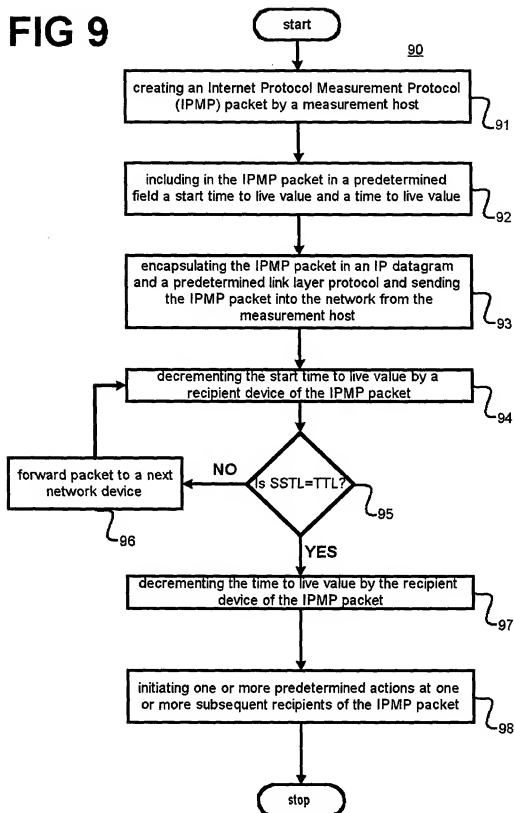 FIG 9
start
90
creating an Internet Protocol Measurement Protocol
(IPMP) packet by a measurement host
91
including in the IPMP packet in a predetermined
field a start time to live value and a time to live value
92
encapsulating the IPMP packet in an IP datagram
and a predetermined link layer protocol and sending
the IPMP packet into the network from the
measurement host
93
decrementing the start time to live value by a
recipient device of the IPMP packet
94
forward packet to a next
network device
96
NO
Is SSTL=TTL?
95
YES
decrementing the time to live value by the recipient
device of the IPMP packet
97
initiating one or more predetermined actions at one
or more subsequent recipients of the IPMP packet
98
stop